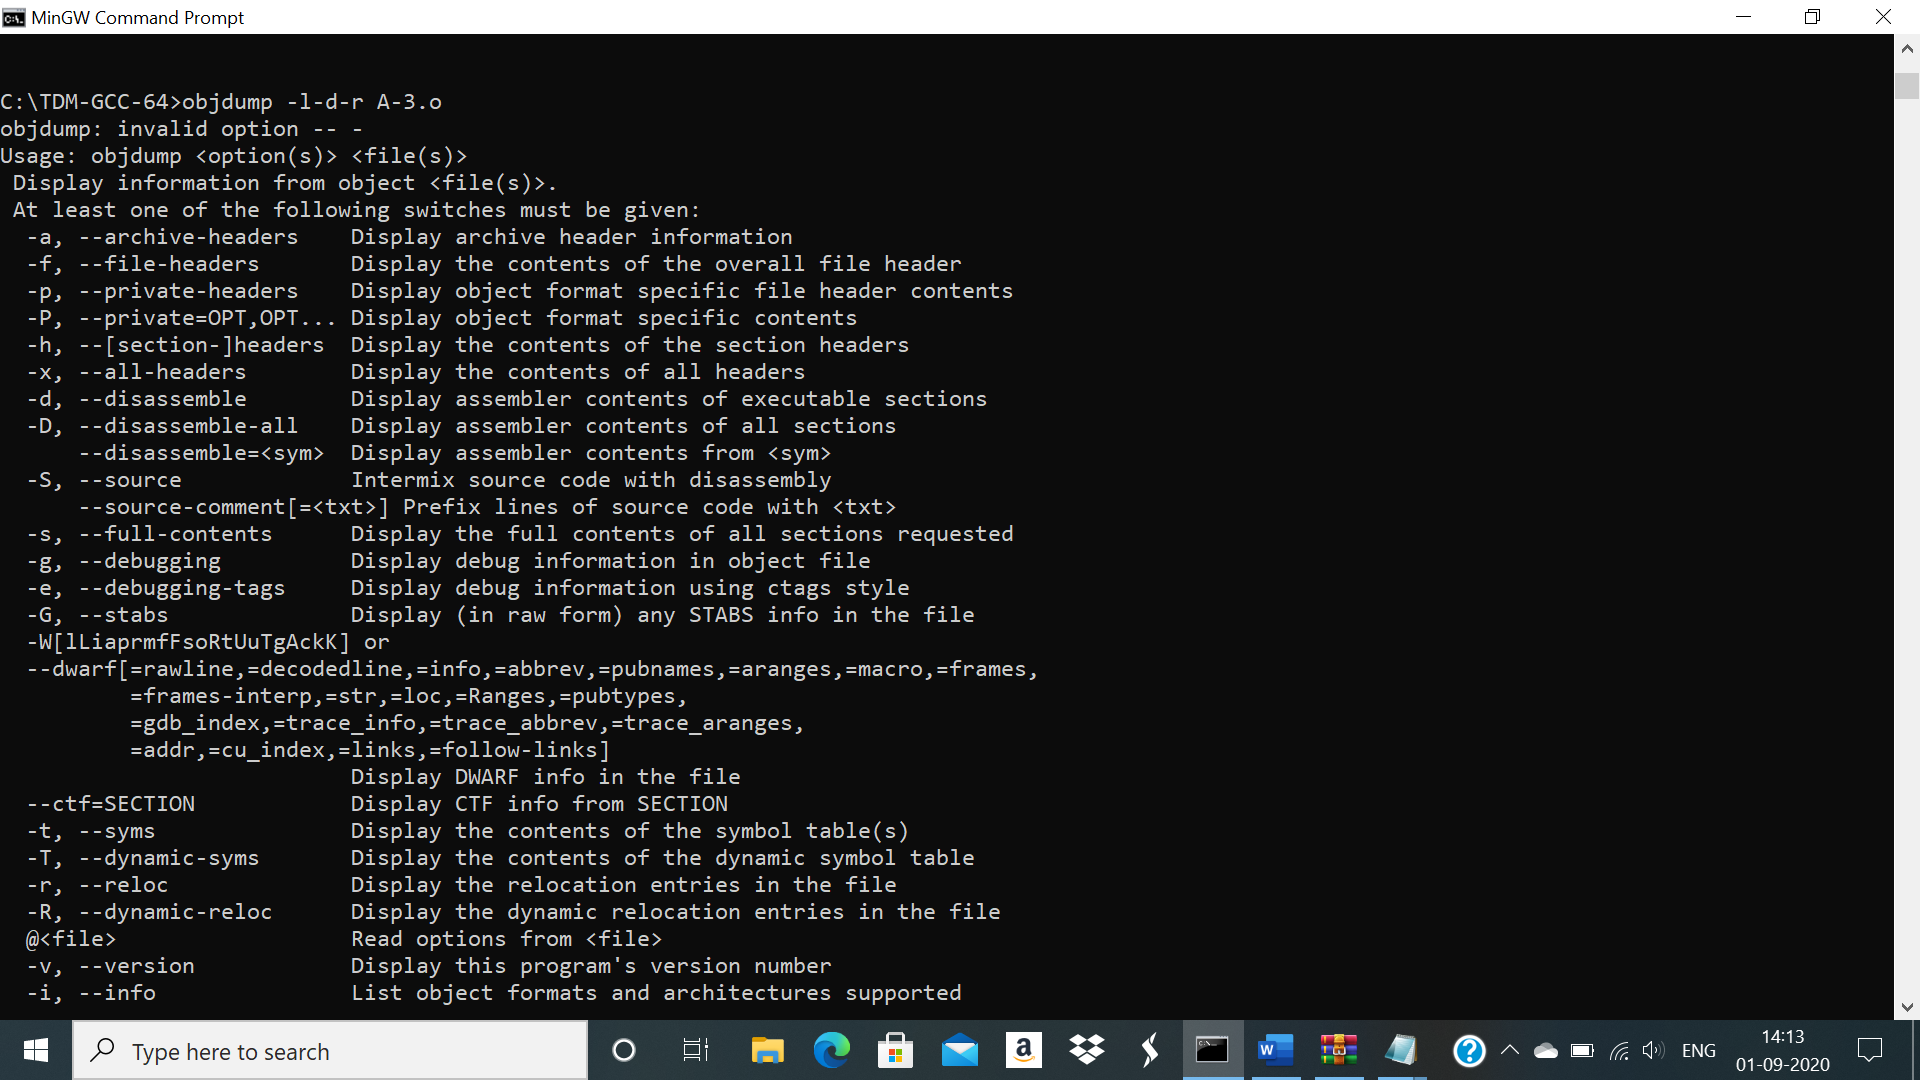 MinGW Command Prompt
C:\TDM-GCC-64>objdump -l-d-r A-3.o
objdump: invalid option -- -
Usage: objdump <option(s)> <file(s)>
 Display information from object <file(s)>.
 At least one of the following switches must be given:
  -a, --archive-headers    Display archive header information
  -f, --file-headers       Display the contents of the overall file header
  -p, --private-headers    Display object format specific file header contents
  -P, --private=OPT,OPT... Display object format specific contents
  -h, --[section-]headers  Display the contents of the section headers
  -x, --all-headers        Display the contents of all headers
  -d, --disassemble        Display assembler contents of executable sections
  -D, --disassemble-all    Display assembler contents of all sections
      --disassemble=<sym>  Display assembler contents from <sym>
  -S, --source             Intermix source code with disassembly
      --source-comment[=<txt>] Prefix lines of source code with <txt>
  -s, --full-contents      Display the full contents of all sections requested
  -g, --debugging          Display debug information in object file
  -e, --debugging-tags     Display debug information using ctags style
  -G, --stabs              Display (in raw form) any STABS info in the file
  -W[lLiaprmfFsoRtUuTgAckK] or
  --dwarf[=rawline,=decodedline,=info,=abbrev,=pubnames,=aranges,=macro,=frames,
          =frames-interp,=str,=loc,=Ranges,=pubtypes,
          =gdb_index,=trace_info,=trace_abbrev,=trace_aranges,
          =addr,=cu_index,=links,=follow-links]
                           Display DWARF info in the file
  --ctf=SECTION            Display CTF info from SECTION
  -t, --syms               Display the contents of the symbol table(s)
  -T, --dynamic-syms       Display the contents of the dynamic symbol table
  -r, --reloc              Display the relocation entries in the file
  -R, --dynamic-reloc      Display the dynamic relocation entries in the file
  @<file>                  Read options from <file>
  -v, --version            Display this program's version number
  -i, --info               List object formats and architectures supported
Type here to search
ENG
14:13
01-09-2020